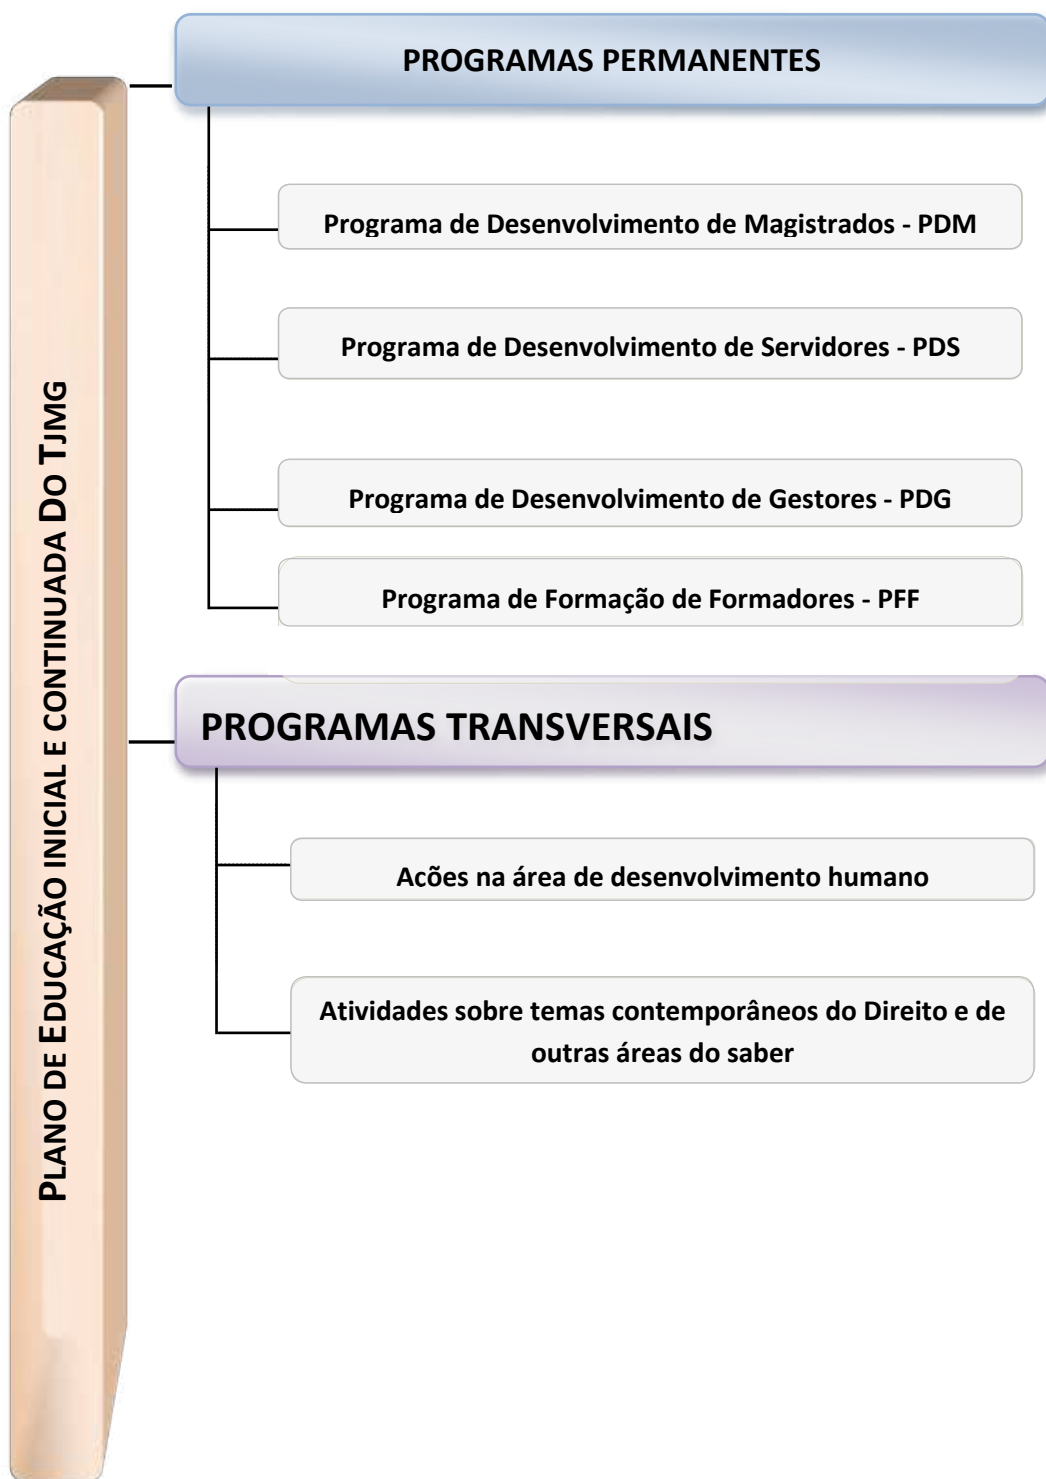 PLANO DE EDUCAÇÃO INICIAL E CONTINUADA DO TJMG
PROGRAMAS PERMANENTES
Programa de Desenvolvimento de Magistrados - PDM
Programa de Desenvolvimento de Servidores - PDS
Programa de Desenvolvimento de Gestores - PDG
Programa de Formação de Formadores - PFF
PROGRAMAS TRANSVERSAIS
Acões na área de desenvolvimento humano
Atividades sobre temas contemporâneos do Direito e de
outras áreas do saber